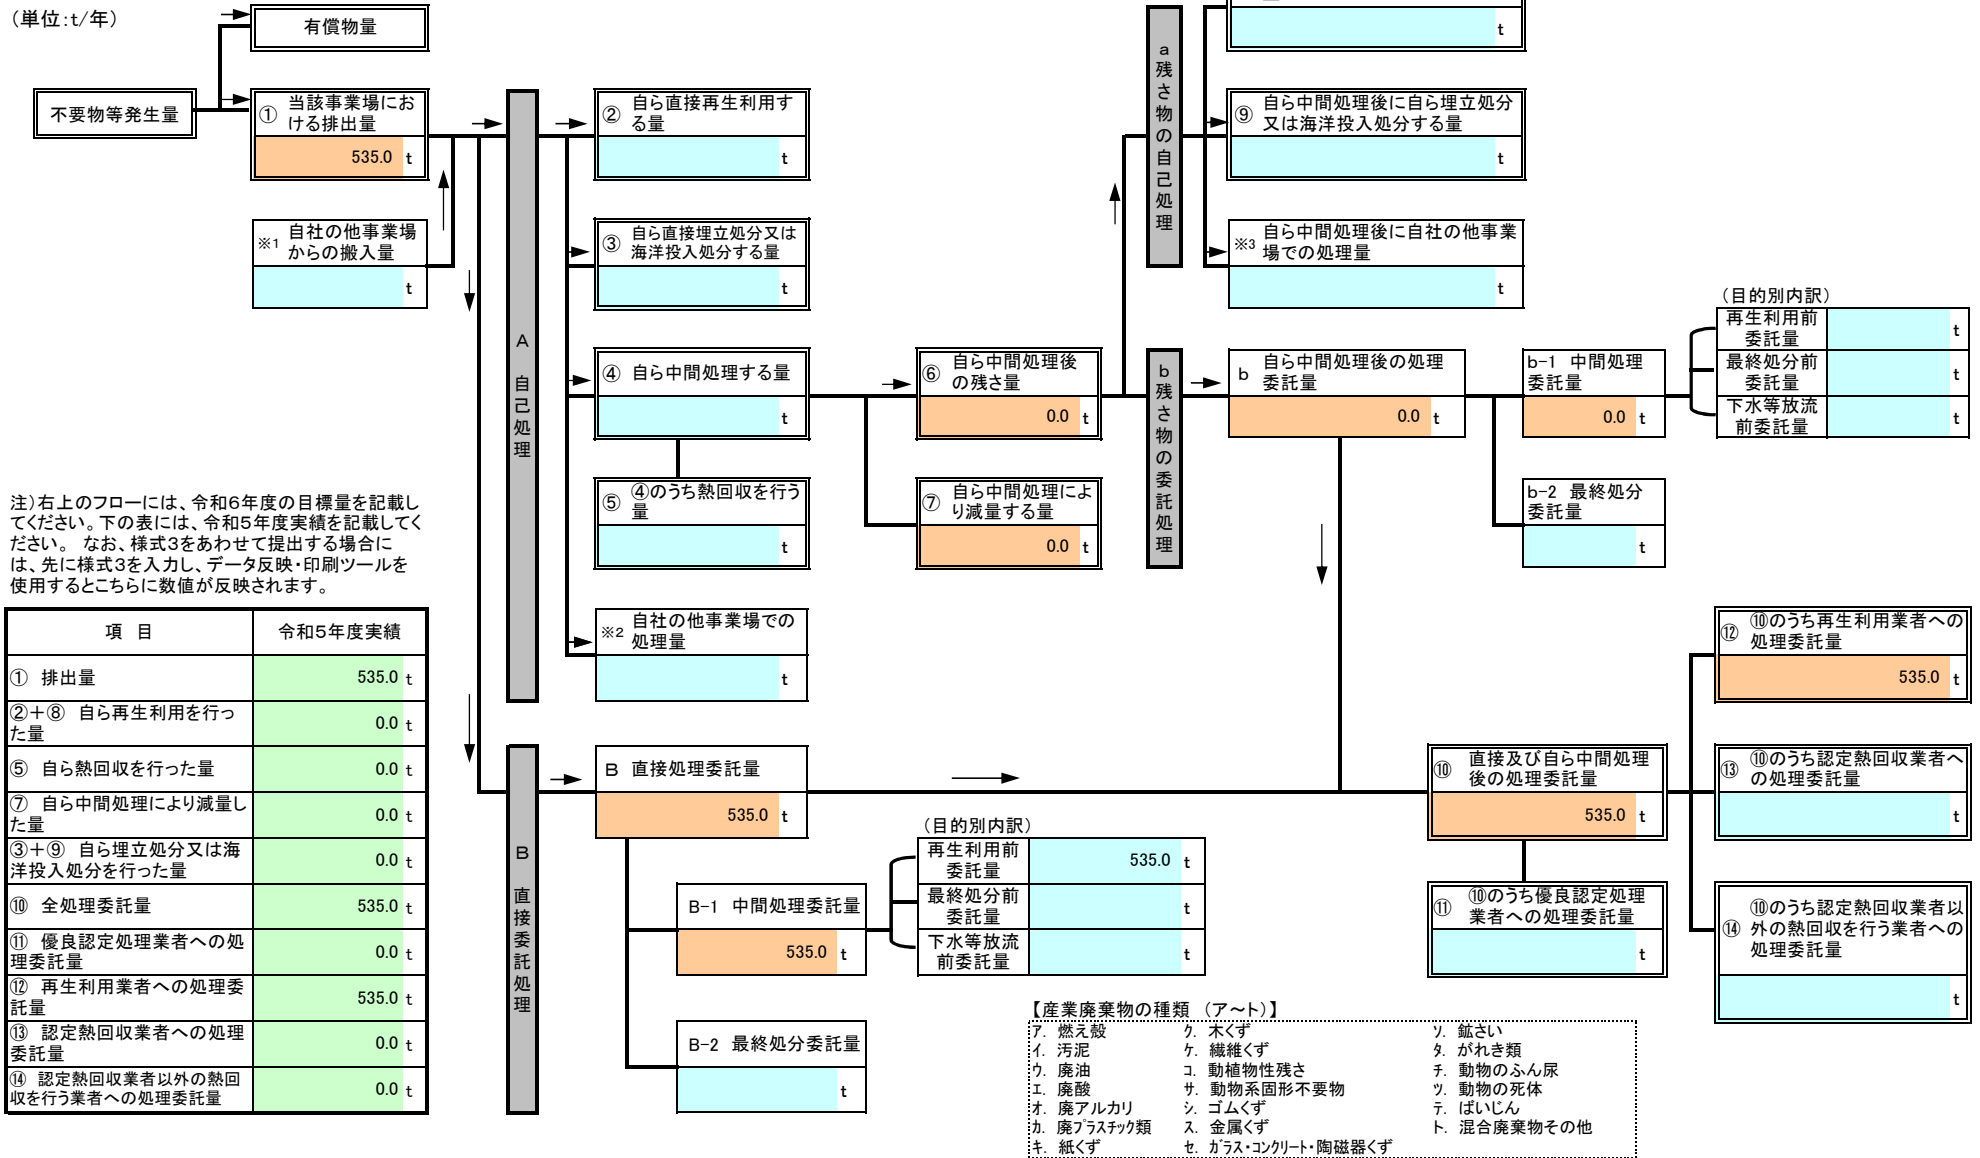 (単位:t/年)
有償物量
不要物等発生量
① 当該事業場にお
ける排出量
535.0 t
※1 自社の他事業場
からの搬入量
t
A 自己処理
② 自ら直接再生利用す
る量
t
③ 自ら直接埋立処分又は
海洋投入処分する量
t
④ 自ら中間処理する量
t
⑤ ④のうち熱回収を行う
量
t
※2 自社の他事業場での
処理量
t
⑥ 自ら中間処理後
の残さ量
0.0 t
⑦ 自ら中間処理によ
り減量する量
0.0 t
a残さ物の自己処理
t
⑨ 自ら中間処理後に自ら埋立処分
又は海洋投入処分する量
t
※3 自ら中間処理後に自社の他事業
場での処理量
t
b残さ物の委託処理
b 自ら中間処理後の処理
委託量
0.0 t
b-1 中間処理
委託量
0.0 t
b-2 最終処分
委託量
t
(目的別内訳)
再生利用前
委託量
t
最終処分前
委託量
t
下水等放流
前委託量
t
注)右上のフローには、令和6年度の目標量を記載し
てください。下の表には、令和5年度実績を記載してく
ださい。 なお、様式3をあわせて提出する場合に
は、先に様式3を入力し、データ反映・印刷ツールを
使用するとこちらに数値が反映されます。
項 目 令和5年度実績
① 排出量 535.0 t
②+⑧ 自ら再生利用を行っ
た量 0.0 t
⑤ 自ら熱回収を行った量 0.0 t
⑦ 自ら中間処理により減量し
た量 0.0 t
③+⑨ 自ら埋立処分又は海
洋投入処分を行った量 0.0 t
⑩ 全処理委託量 535.0 t
⑪ 優良認定処理業者への処
理委託量 0.0 t
⑫ 再生利用業者への処理委
託量 535.0 t
⑬ 認定熱回収業者への処理
委託量 0.0 t
⑭ 認定熱回収業者以外の熱回
収を行う業者への処理委託量 0.0 t
B 直接委託処理
B 直接処理委託量
535.0 t
B-1 中間処理委託量
535.0 t
B-2 最終処分委託量
t
(目的別内訳)
再生利用前
委託量
535.0 t
最終処分前
委託量
t
下水等放流
前委託量
t
⑩ 直接及び自ら中間処理
後の処理委託量
535.0 t
⑪ ⑩のうち優良認定処理
業者への処理委託量
t
⑫ ⑩のうち再生利用業者への
処理委託量
535.0 t
⑬ ⑩のうち認定熱回収業者へ
の処理委託量
t
⑭ ⑩のうち認定熱回収業者以
外の熱回収を行う業者への
処理委託量
t
【産業廃棄物の種類 (ア~ト)】
ア. 燃え殻 ク. 木くず ソ. 鉱さい
イ. 汚泥 ケ. 繊維くず タ. がれき類
ウ. 廃油 コ. 動植物性残さ チ. 動物のふん尿
エ. 廃酸 サ. 動物系固形不要物 ツ. 動物の死体
オ. 廃アルカリ シ. ゴムくず テ. ばいじん
カ. 廃プラスチック類 ス. 金属くず ト. 混合廃棄物その他
キ. 紙くず セ. ガラス・コンクリート・陶磁器くず